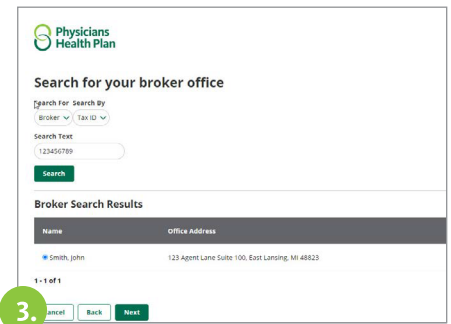 Physicians
Health Plan
Search for your broker office
Search For Search By
Broker Tax ID
Search Text
123456789
Search
Broker Search Results
Name Office Address
Smith, John 123 Agent Lane Suite 100, East Lansing, MI 48823
1 - 1 of 1
3. Cancel Back Next